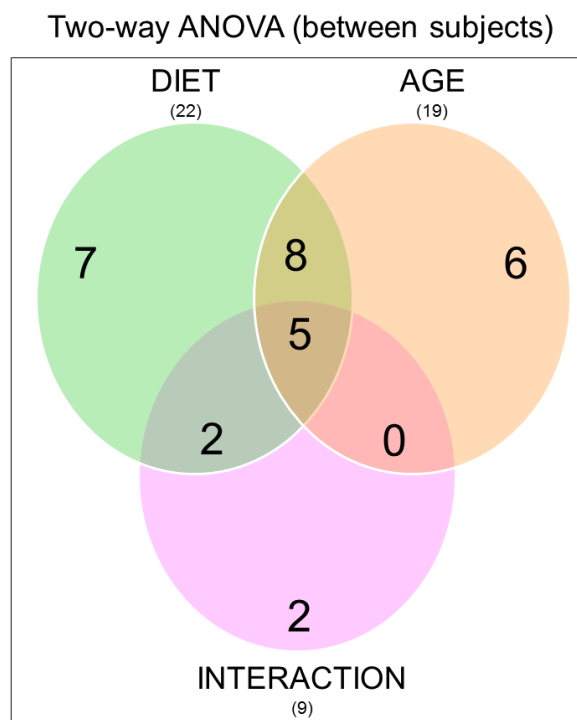 Two-way ANOVA (between subjects)
DIET AGE
(22) (19)
7 8 6
5
2 0
2
INTERACTION
(9)